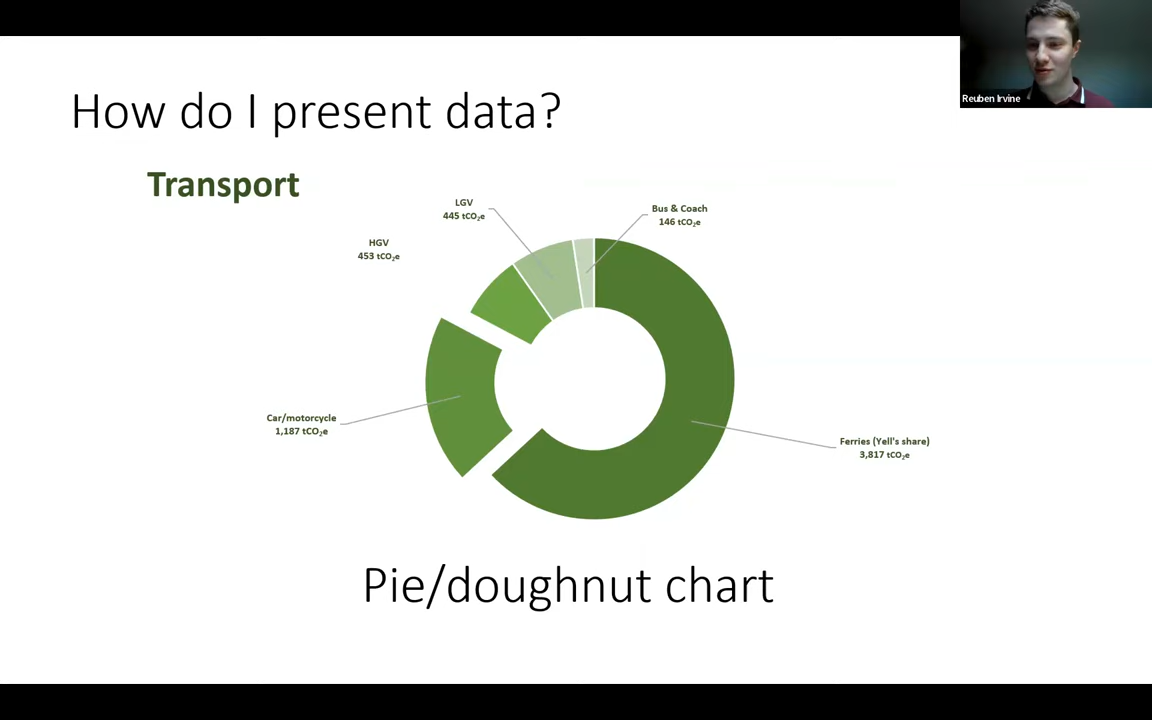 How do I present data?
Reuben Irvine
Transport
LGV
445 tCO₂e
Bus & Coach
146 tCO₂e
HGV
453 tCO₂e
Car/motorcycle
1,187 tCO₂e
Ferries (Yell's share)
3,817 tCO₂e
Pie/doughnut chart